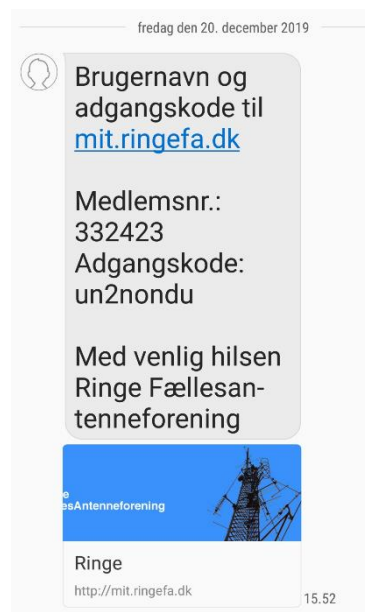 fredag den 20. december 2019
Brugernavn og
adgangskode til
mit.ringefa.dk
Medlemsnr.:
332423
Adgangskode:
un2nondu
Med venlig hilsen
Ringe Fællesan-
tenneforening
e
esAntenneforening
Ringe
http://mit.ringefa.dk
15.52